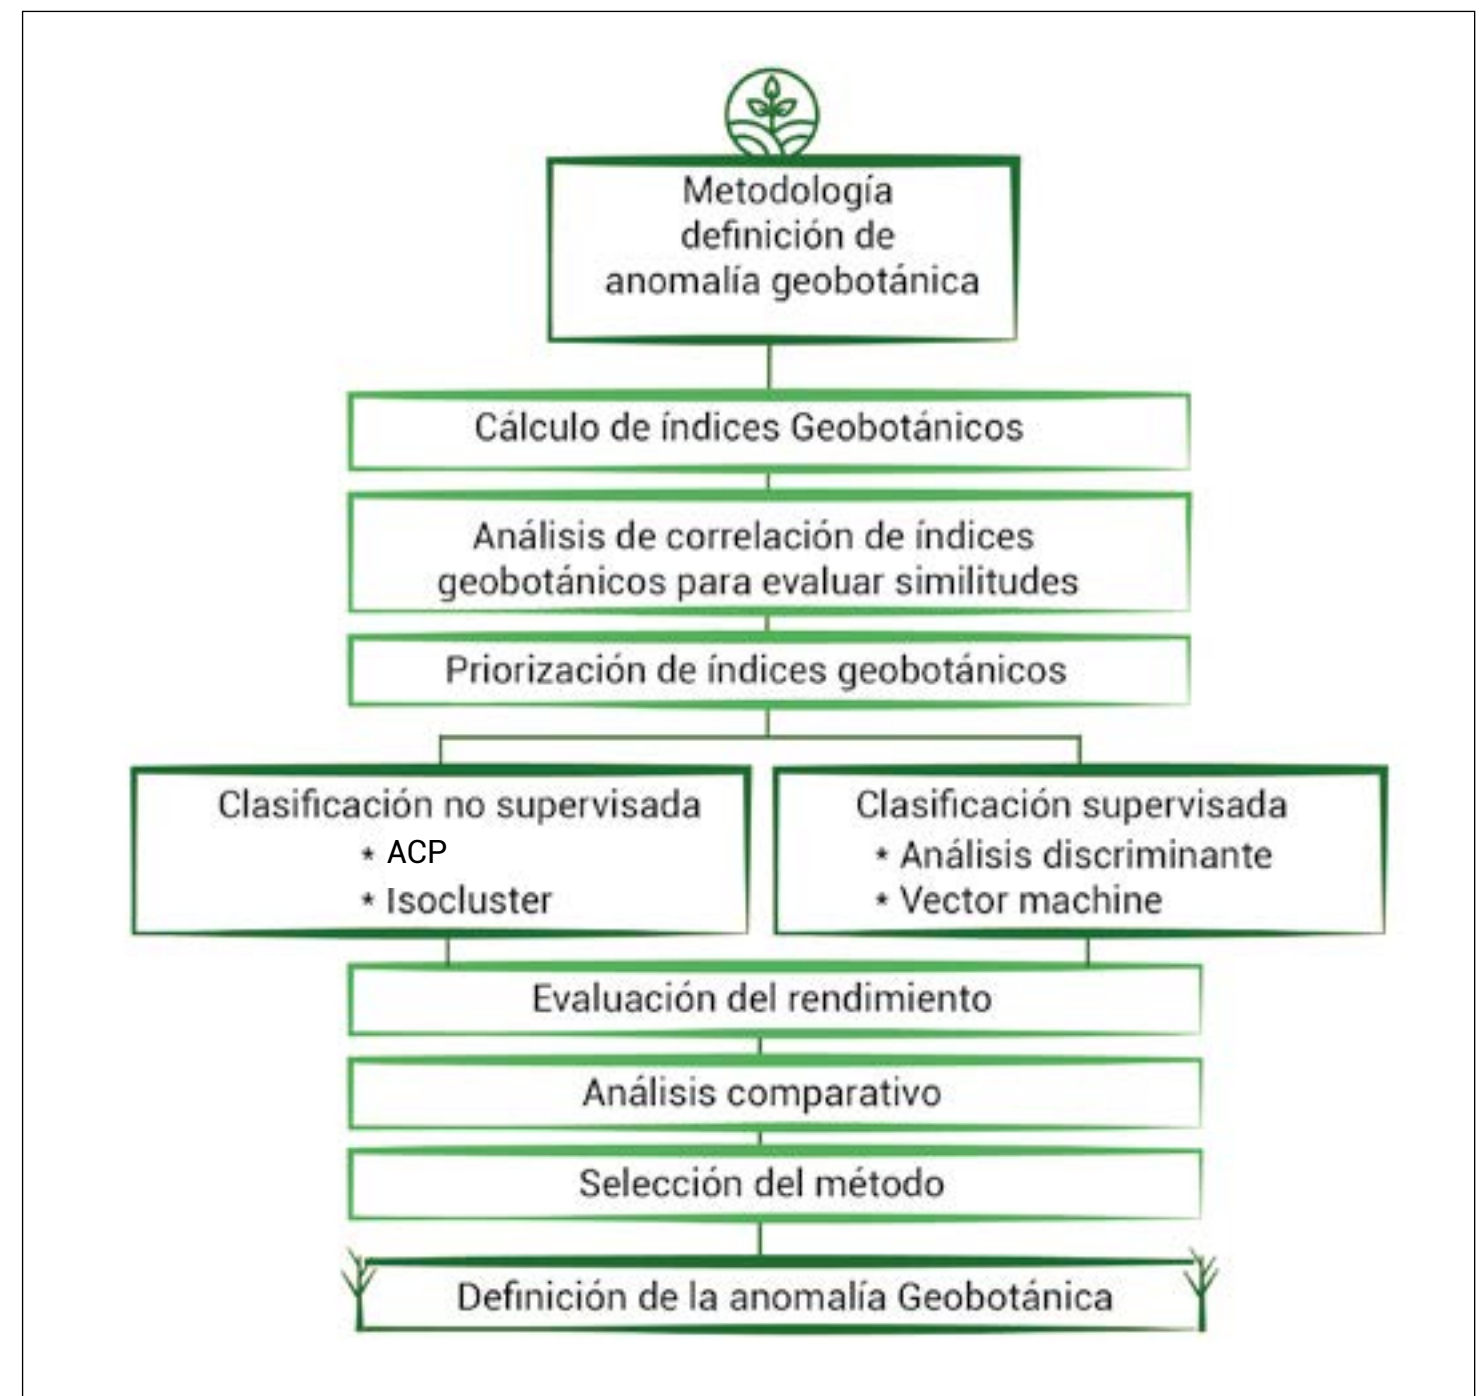 Metodología
definición de
anomalía geobotánica
Cálculo de índices Geobotánicos
Análisis de correlación de índices
geobotánicos para evaluar similitudes
Priorización de índices geobotánicos
Clasificación no supervisada
* ACP
* Isocluster
Clasificación supervisada
* Análisis discriminante
* Vector machine
Evaluación del rendimiento
Análisis comparativo
Selección del método
Definición de la anomalía Geobotánica